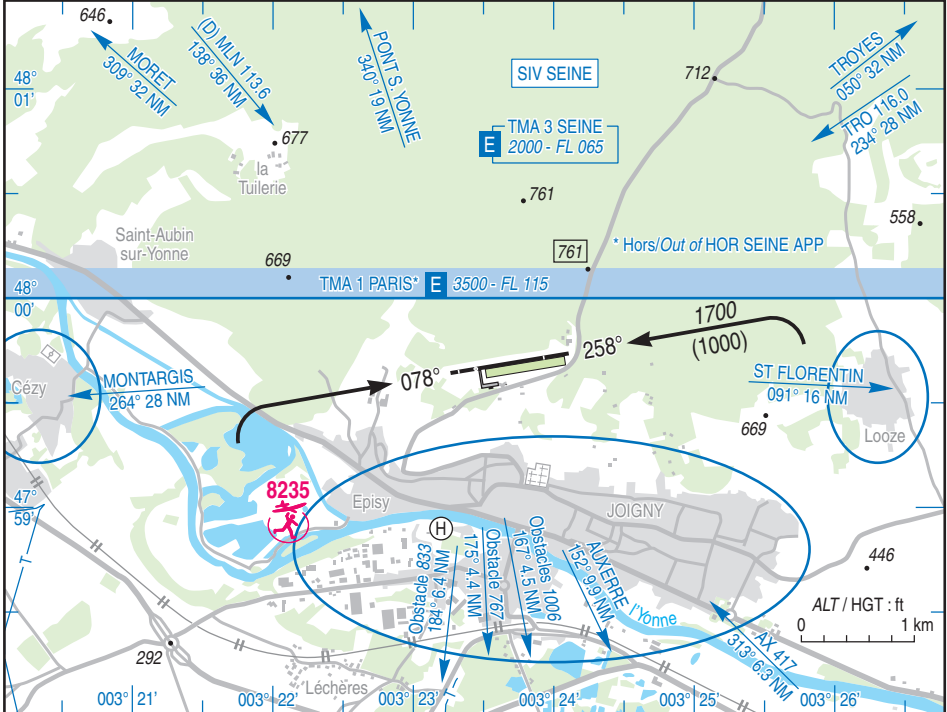 646
MORET
309° 32 NM
(D) MLN 113.6
138° 36 NM
PONT S. YONNE
340° 19 NM
SIV SEINE
712
TROYES
050° 32 NM
TRO 116.0
234° 28 NM
48°
01'
677
la
Tuilerie
TMA 3 SEINE
E
2000 - FL 065
761
558
Saint-Aubin
sur-Yonne
669
761
* Hors/Out of HOR SEINE APP
48°
00'
TMA 1 PARIS* E 3500 - FL 115
1700
(1000)
258°
078°
Cézy
MONTARGIS
264° 28 NM
ST FLORENTIN
091° 16 NM
669
Looze
47°
59'
8235
Episy
JOIGNY
H
Obstacle 833
184° 6.4 NM
Obstacle 767
175° 4.4 NM
Obstacles 1006
167° 4.5 NM
AUXERRE
152° 9.9 NM
446
T
l'Yonne
ALT / HGT : ft
0 1 km
AX 417
313° 6.3 NM
292
Léchères
T
003° 21' 003° 22' 003° 23' 003° 24' 003° 25' 003° 26'